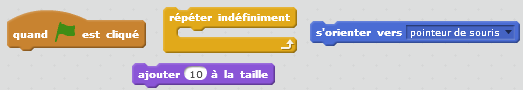 quand est cliqué
répéter indéfiniment
s'orienter vers pointeur de souris
ajouter 10 à la taille